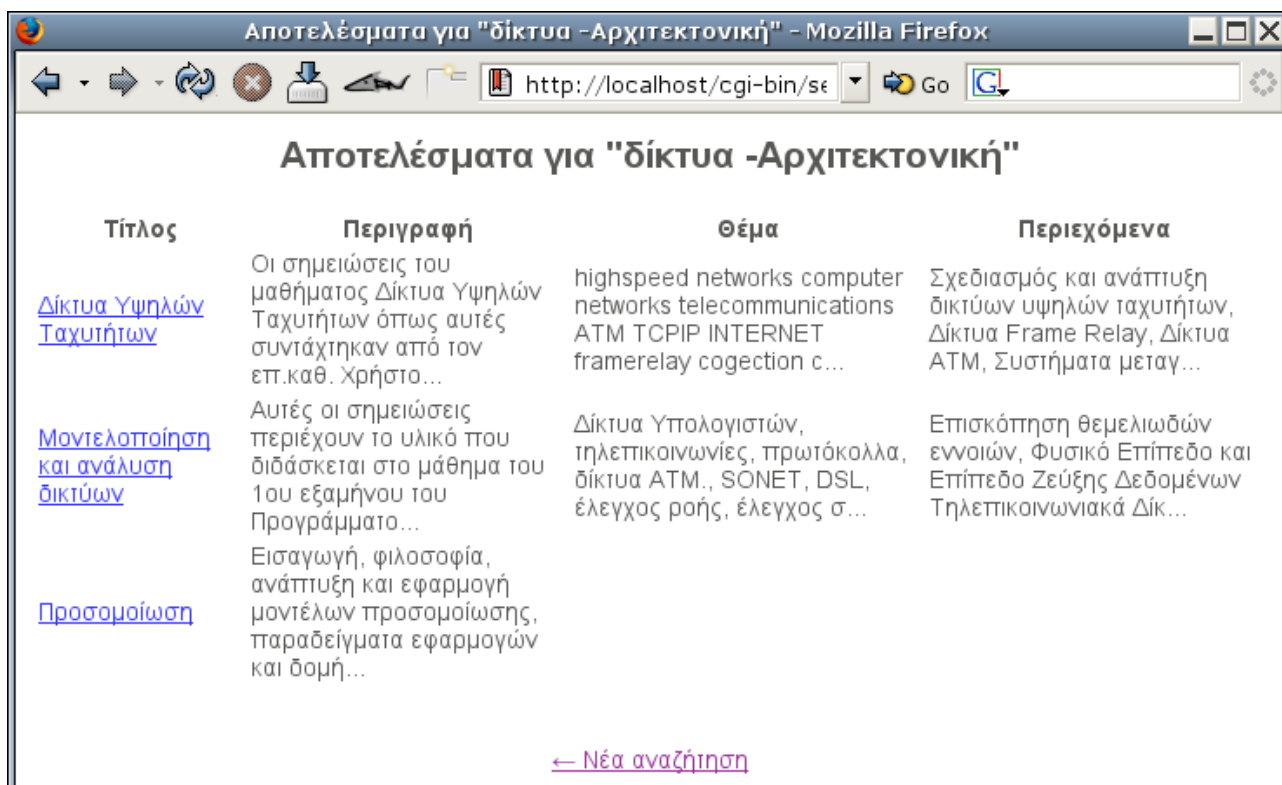 Αποτελέσματα για "δίκτυα -Αρχιτεκτονική" - Mozilla Firefox
http://localhost/cgi-bin/se
Go
G
Αποτελέσματα για "δίκτυα -Αρχιτεκτονική"
Τίτλος Περιγραφή Θέμα Περιεχόμενα
Δίκτυα Υψηλών
Ταχυτήτων
Οι σημειώσεις του
μαθήματος Δίκτυα Υψηλών
Ταχυτήτων όπως αυτές
συντάχτηκαν από τον
επ.καθ. Χρήστο...
highspeed networks computer
networks telecommunications
ATM TCPIP INTERNET
framerelay cogection c...
Σχεδιασμός και ανάπτυξη
δικτύων υψηλών ταχυτήτων,
Δίκτυα Frame Relay, Δίκτυα
ATM, Συστήματα μεταγ...
Μοντελοποίηση
και ανάλυση
δικτύων
Αυτές οι σημειώσεις
περιέχουν το υλικό που
διδάσκεται στο μάθημα του
1ου εξαμήνου του
Προγράμματο...
Δίκτυα Υπολογιστών,
τηλεπικοινωνίες, πρωτόκολλα,
δίκτυα ATM., SONET, DSL,
έλεγχος ροής, έλεγχος σ...
Επισκόπηση θεμελιωδών
εννοιών, Φυσικό Επίπεδο και
Επίπεδο Ζεύξης Δεδομένων
Τηλεπικοινωνιακά Δίκ...
Προσομοίωση
Εισαγωγή, φιλοσοφία,
ανάπτυξη και εφαρμογή
μοντέλων προσομοίωσης,
παραδείγματα εφαρμογών
και δομή...
← Νέα αναζήτηση